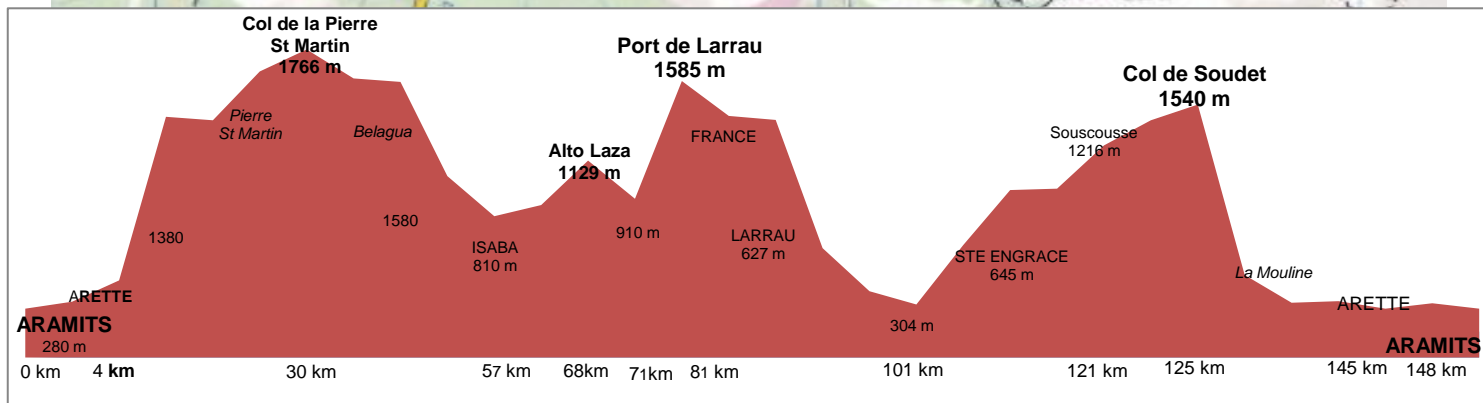 Col de la Pierre
St Martin
1766 m
Port de Larrau
1585 m
Col de Soudet
1540 m
Pierre
St Martin
Belagua
Alto Laza
1129 m
FRANCE
Souscousse
1216 m
1380
1580
ISABA
810 m
910 m
LARRAU
627 m
STE ENGRACE
645 m
La Mouline
ARETTE
ARETTE
ARAMITS
280 m
304 m
ARAMITS
0 km
4 km
30 km
57 km
68km
71km
81 km
101 km
121 km
125 km
145 km
148 km